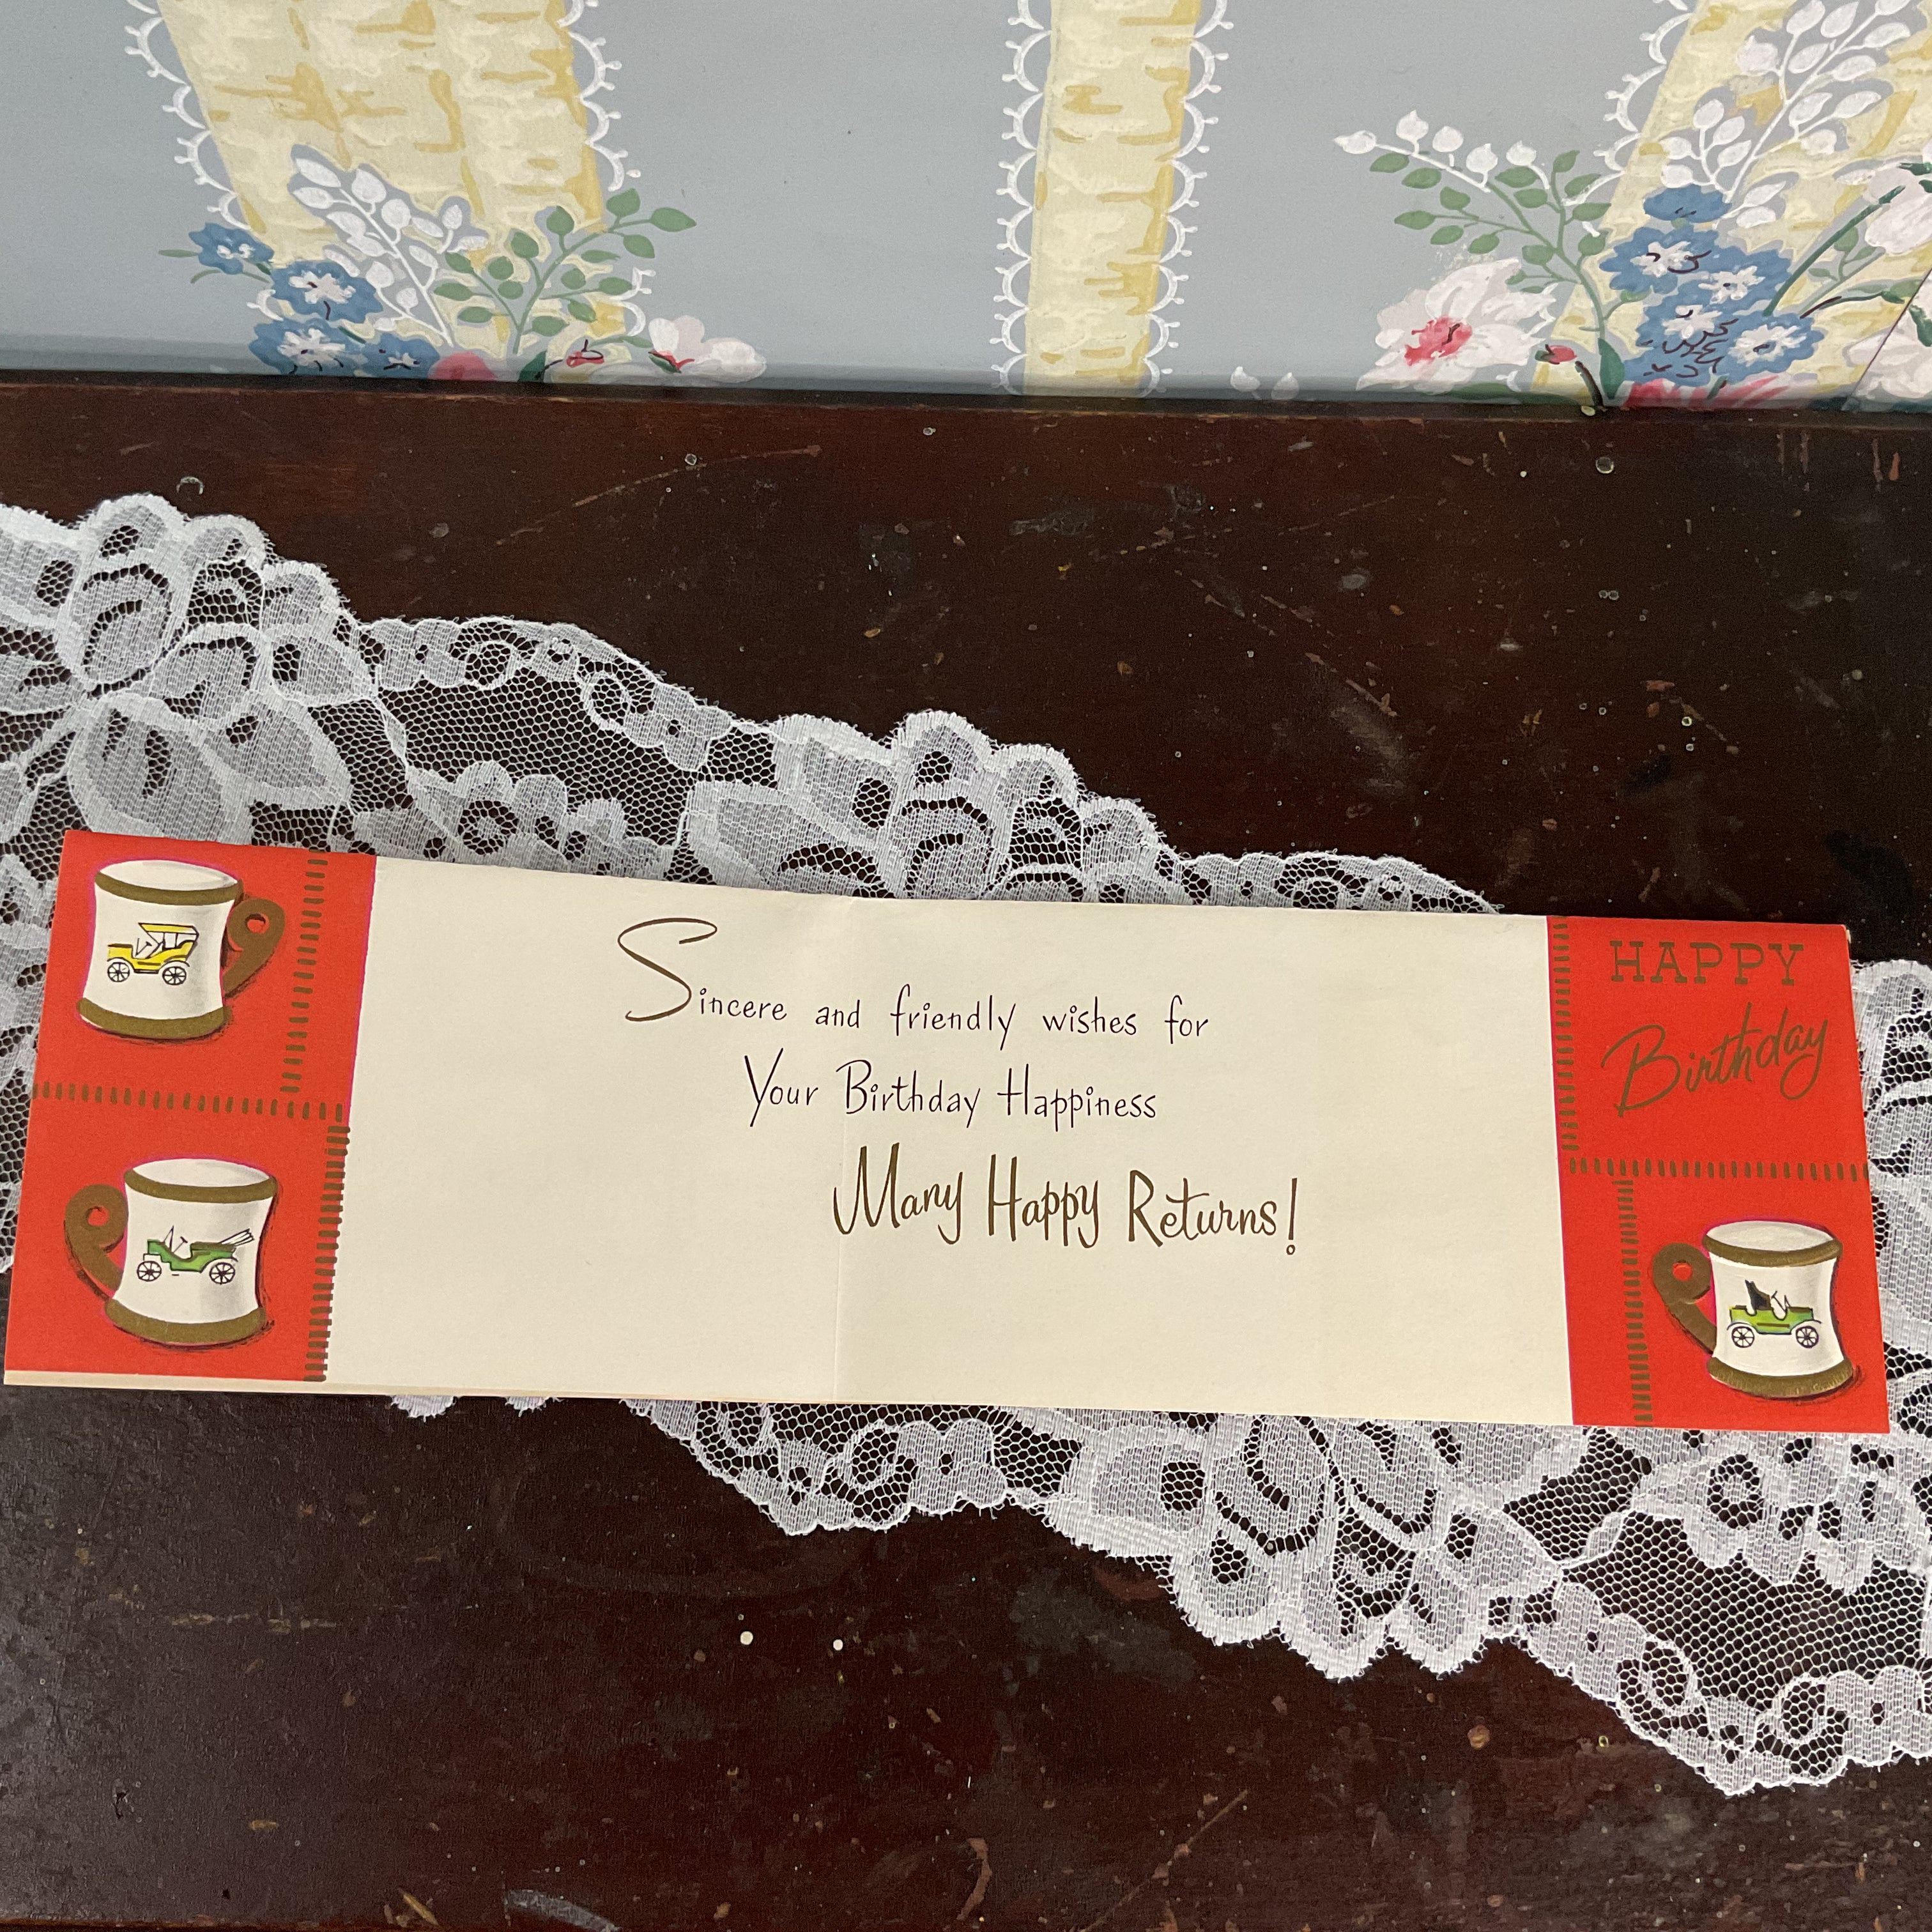 Sincere and friendly wishes for
Your Birthday Happiness
Many Happy Returns!
HAPPY
Birthday